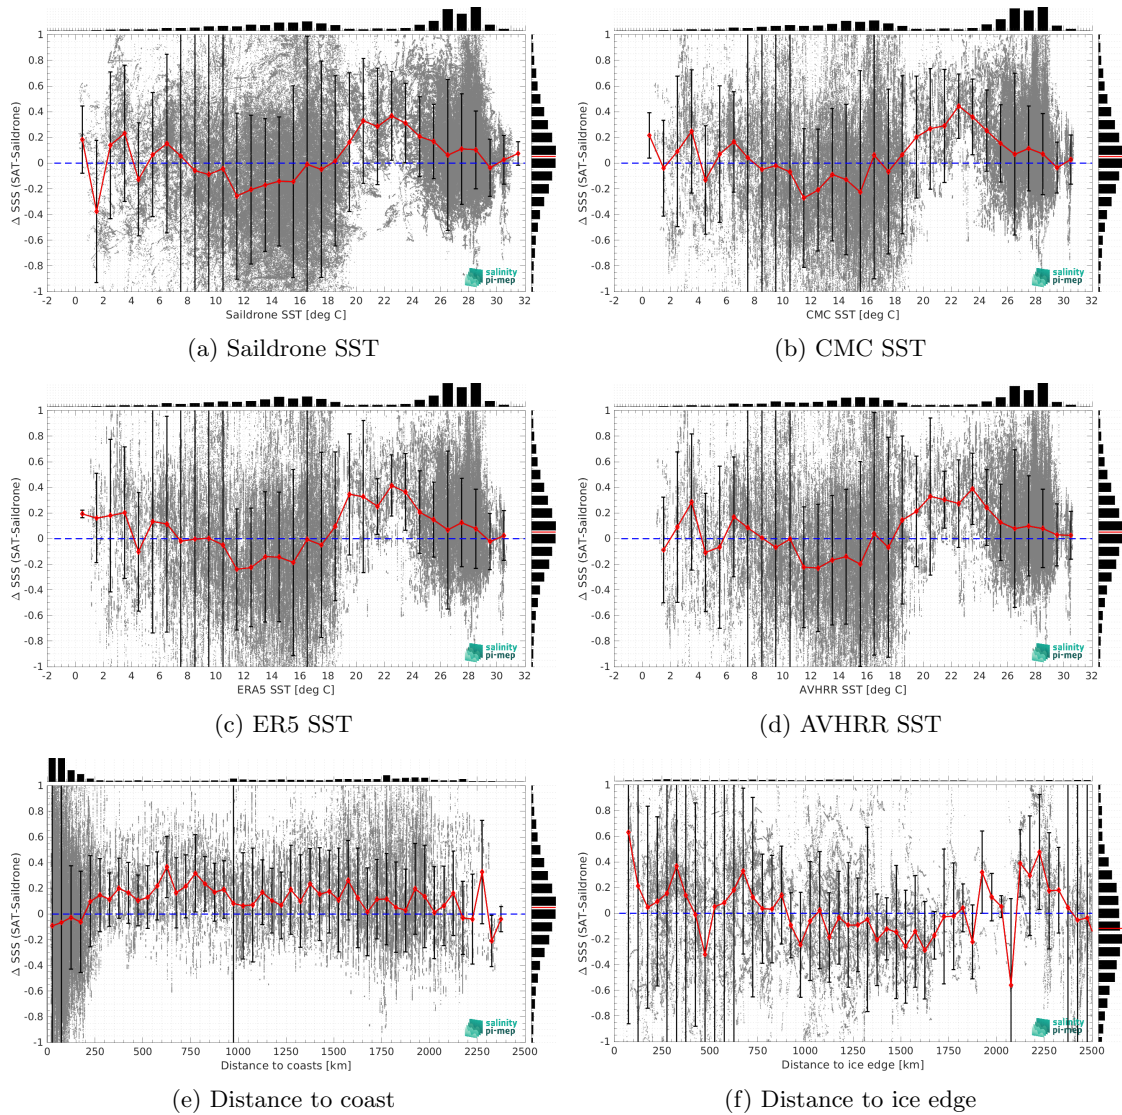 1
0.8
0.6
0.4
0.2
0
-0.2
-0.4
-0.6
-0.8
-1
Δ SSS (SAT-Saildrone)
-2 0 2 4 6 8 10 12 14 16 18 20 22 24 26 28 30 32
Saildrone SST [deg C]
salinity
pi-mep
(a) Saildrone SST
1
0.8
0.6
0.4
0.2
0
-0.2
-0.4
-0.6
-0.8
-1
Δ SSS (SAT-Saildrone)
-2 0 2 4 6 8 10 12 14 16 18 20 22 24 26 28 30 32
CMC SST [deg C]
salinity
pi-mep
(b) CMC SST
1
0.8
0.6
0.4
0.2
0
-0.2
-0.4
-0.6
-0.8
-1
Δ SSS (SAT-Saildrone)
-2 0 2 4 6 8 10 12 14 16 18 20 22 24 26 28 30 32
ERA5 SST [deg C]
salinity
pi-mep
(c) ER5 SST
1
0.8
0.6
0.4
0.2
0
-0.2
-0.4
-0.6
-0.8
-1
Δ SSS (SAT-Saildrone)
-2 0 2 4 6 8 10 12 14 16 18 20 22 24 26 28 30 32
AVHRR SST [deg C]
salinity
pi-mep
(d) AVHRR SST
1
0.8
0.6
0.4
0.2
0
-0.2
-0.4
-0.6
-0.8
-1
Δ SSS (SAT-Saildrone)
0 250 500 750 1000 1250 1500 1750 2000 2250 2500
Distance to coasts [km]
salinity
pi-mep
(e) Distance to coast
1
0.8
0.6
0.4
0.2
0
-0.2
-0.4
-0.6
-0.8
-1
Δ SSS (SAT-Saildrone)
0 250 500 750 1000 1250 1500 1750 2000 2250 2500
Distance to ice edge [km]
salinity
pi-mep
(f) Distance to ice edge